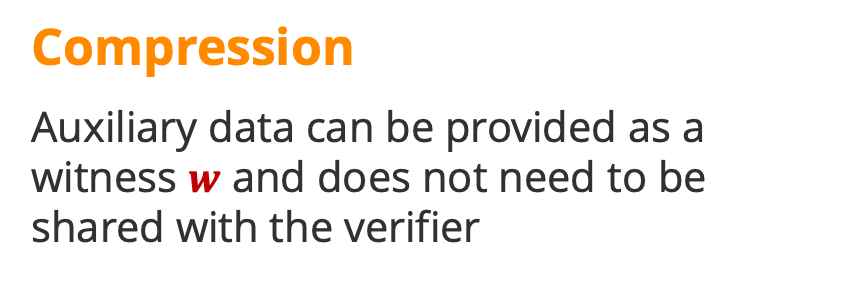 Compression
Auxiliary data can be provided as a
witness w and does not need to be
shared with the verifier